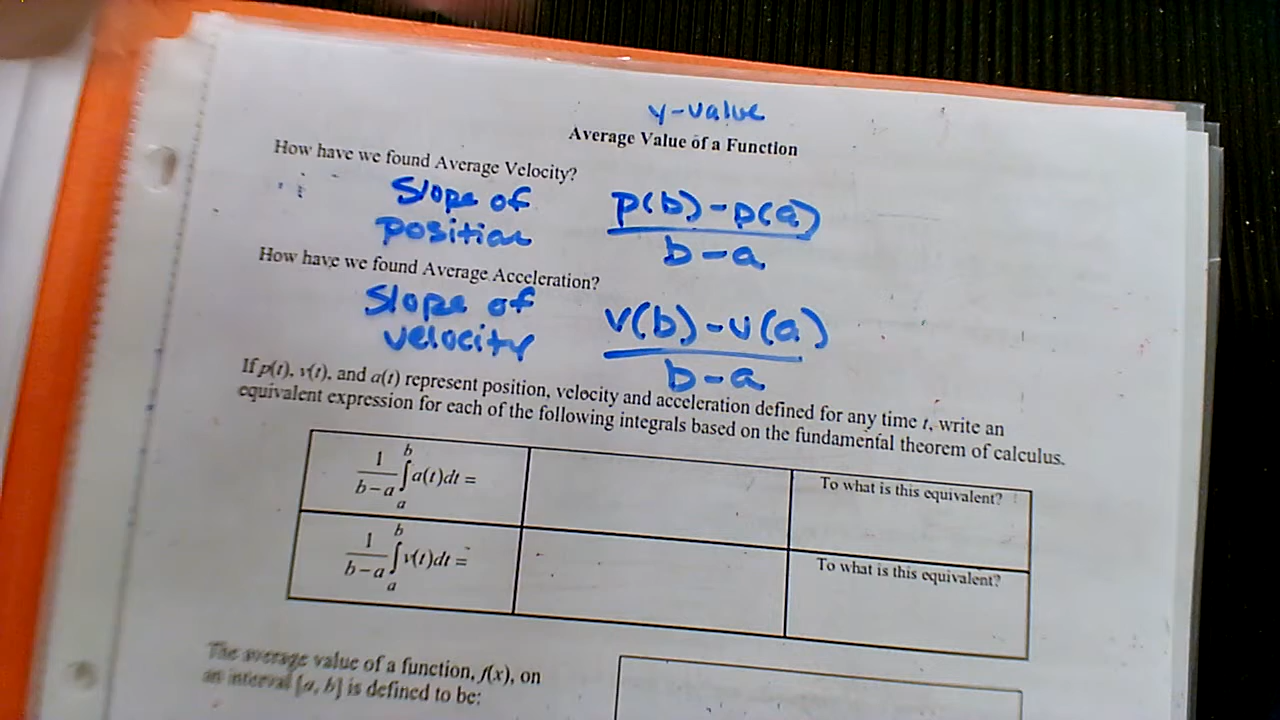 y-value
Average Value of a Function
How have we found Average Velocity?
Slope of
position
p(b)-p(a)
b-a
How have we found Average Acceleration?
Slope of
velocity
v(b)-v(a)
b-a
If p(t), v(t), and a(t) represent position, velocity and acceleration defined for any time t, write an
equivalent expression for each of the following integrals based on the fundamental theorem of calculus.
1/(b-a) ∫_a^b a(t)dt =
To what is this equivalent?
1/(b-a) ∫_a^b v(t)dt =
To what is this equivalent?
The average value of a function, f(x), on
an interval [a, b] is defined to be: